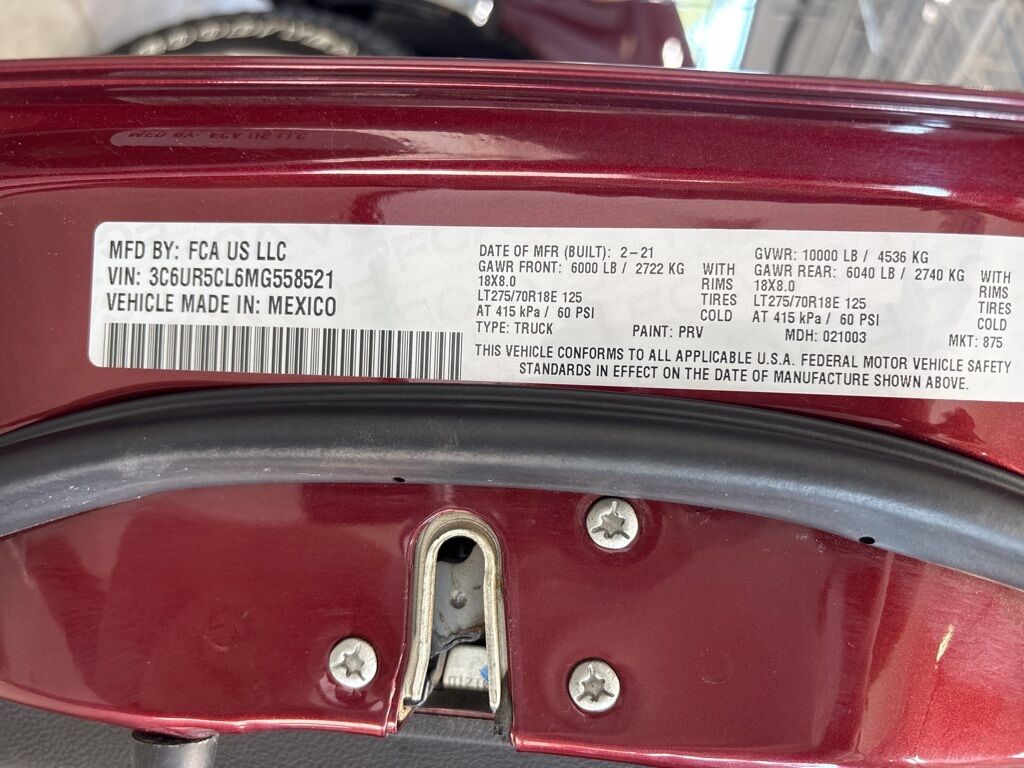 GOODYEAR
MFD BY: FCA US LLC
VIN: 3C6UR5CL6MG558521
VEHICLE MADE IN: MEXICO
DATE OF MFR (BUILT): 2-21
GAWR FRONT: 6000 LB / 2722 KG WITH
18X8.0 RIMS
LT275/70R18E 125 TIRES
AT 415 kPa / 60 PSI COLD
TYPE: TRUCK PAINT: PRV
GVWR: 10000 LB / 4536 KG
GAWR REAR: 6040 LB / 2740 KG WITH
18X8.0 RIMS
LT275/70R18E 125 TIRES
AT 415 kPa / 60 PSI COLD
MDH: 021003 MKT: 875
THIS VEHICLE CONFORMS TO ALL APPLICABLE U.S.A. FEDERAL MOTOR VEHICLE SAFETY
STANDARDS IN EFFECT ON THE DATE OF MANUFACTURE SHOWN ABOVE.